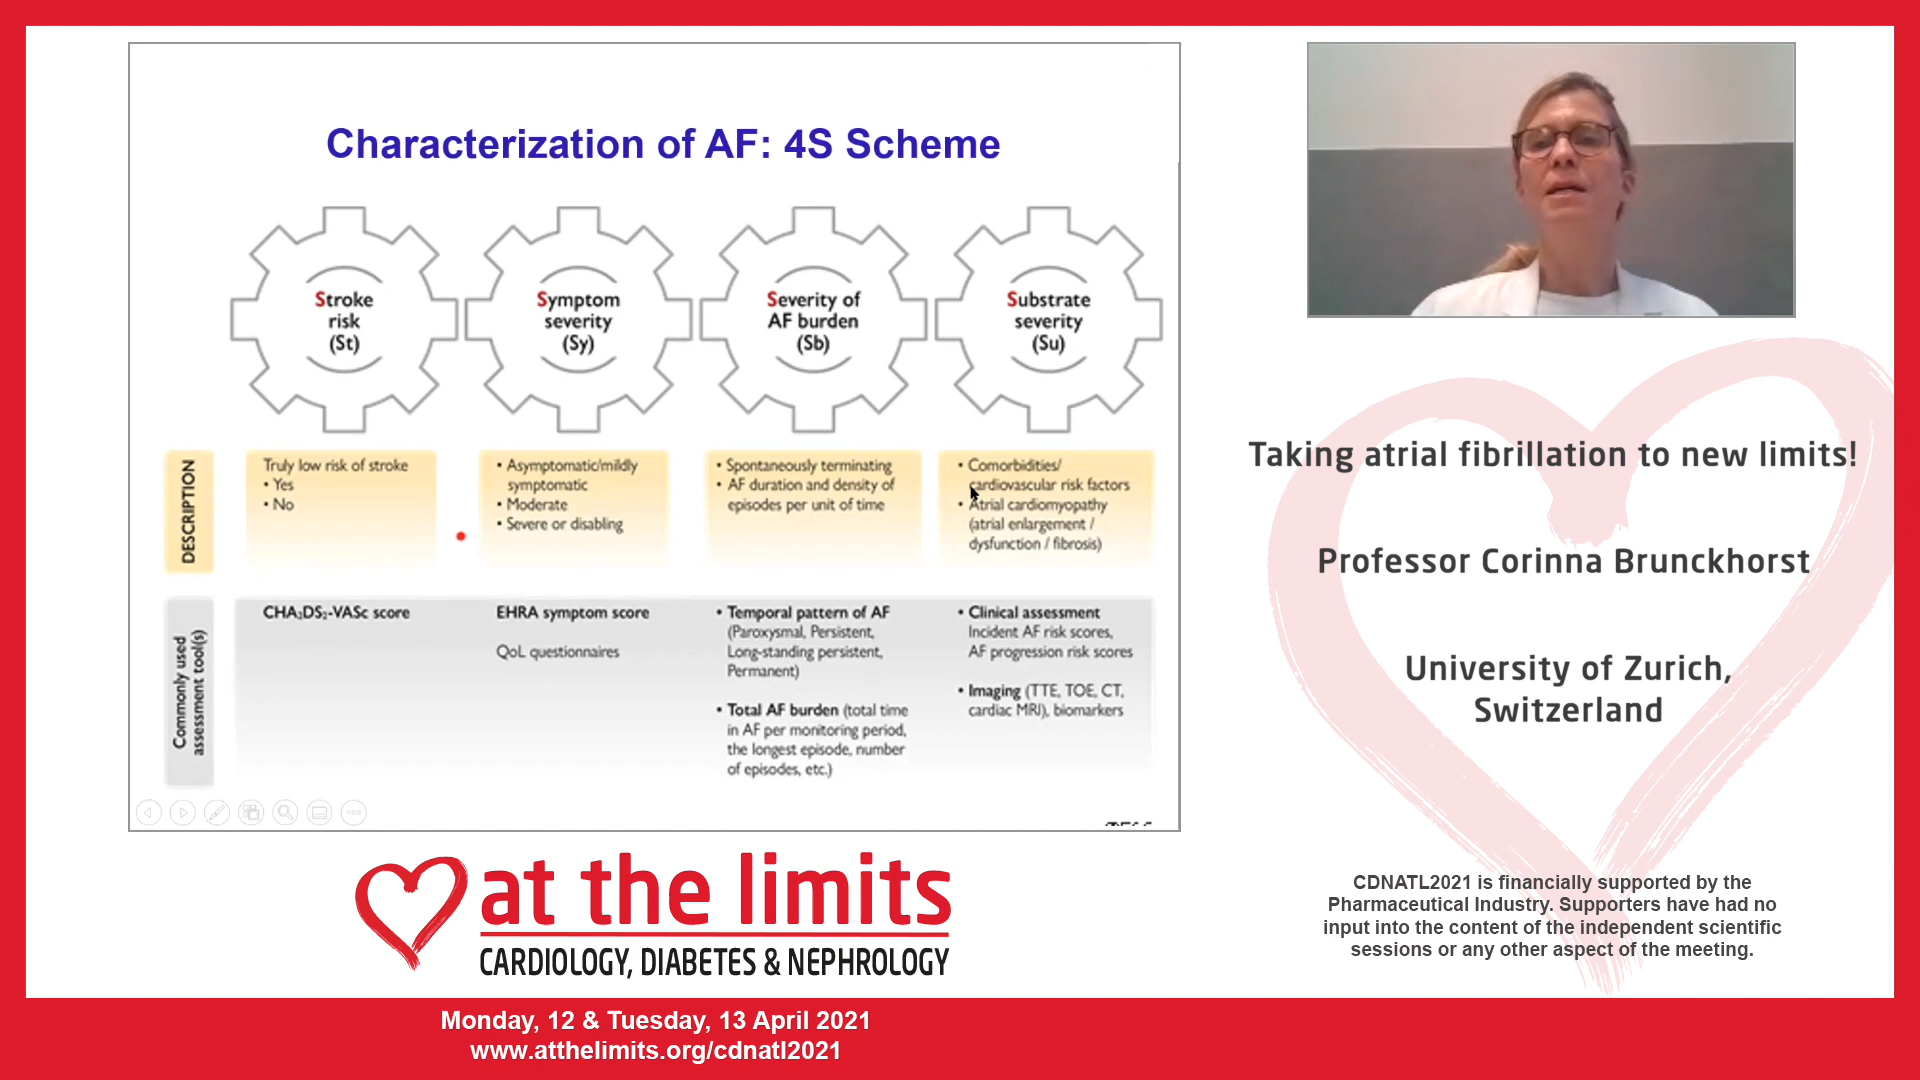 Characterization of AF: 4S Scheme
Stroke
risk
(St)
Symptom
severity
(Sy)
Severity of
AF burden
(Sb)
Substrate
severity
(Su)
DESCRIPTION
Truly low risk of stroke
• Yes
• No
• Asymptomatic/mildly
symptomatic
• Moderate
• Severe or disabling
• Spontaneously terminating
• AF duration and density of
episodes per unit of time
• Comorbidities/
cardiovascular risk factors
• Atrial cardiomyopathy
(atrial enlargement /
dysfunction / fibrosis)
Commonly used
assessment tool(s)
CHA₂DS₂-VASc score
EHRA symptom score
QoL questionnaires
• Temporal pattern of AF
(Paroxysmal, Persistent,
Long-standing persistent,
Permanent)
• Total AF burden (total time
in AF per monitoring period,
the longest episode, number
of episodes, etc.)
• Clinical assessment
Incident AF risk scores,
AF progression risk scores
• Imaging (TTE, TOE, CT,
cardiac MRI), biomarkers
Taking atrial fibrillation to new limits!
Professor Corinna Brunckhorst
University of Zurich,
Switzerland
CDNATL2021 is financially supported by the
Pharmaceutical Industry. Supporters have had no
input into the content of the independent scientific
sessions or any other aspect of the meeting.
at the limits
CARDIOLOGY, DIABETES & NEPHROLOGY
Monday, 12 & Tuesday, 13 April 2021
www.atthelimits.org/cdnatl2021